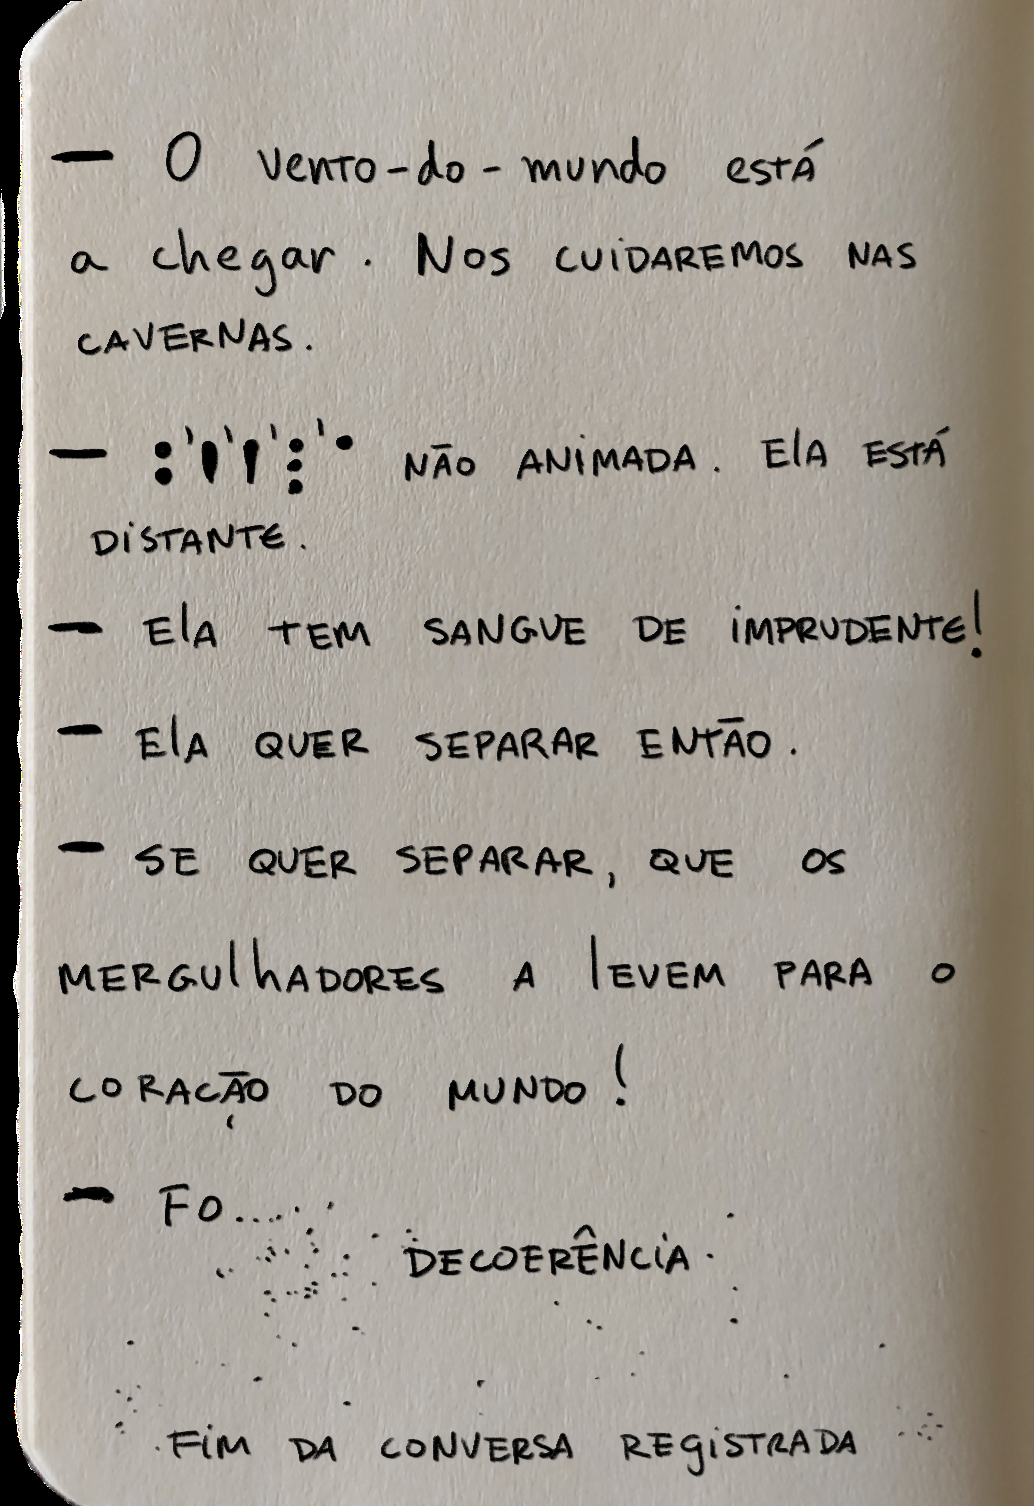 — O vento-do-mundo está
a chegar. Nos cuidaremos nas
cavernas.
— não animada. Ela está
distante.
— Ela tem sangue de imprudente!
— Ela quer separar então.
— Se quer separar, que os
mergulhadores a levem para o
coração do mundo!
— Fo....
Decoerência.
Fim da conversa registrada